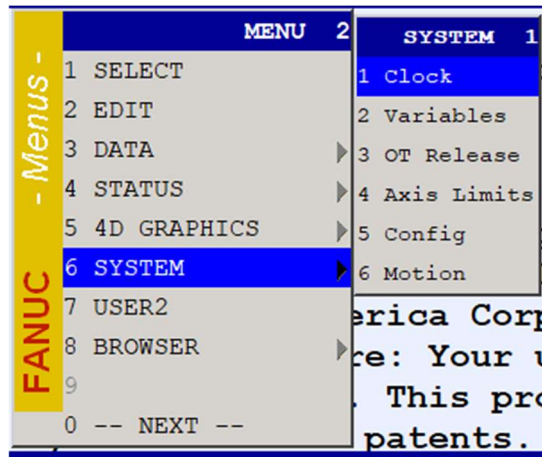 FANUC - Menus -
MENU 2
1 SELECT
2 EDIT
3 DATA
4 STATUS
5 4D GRAPHICS
6 SYSTEM
7 USER2
8 BROWSER
9
0 -- NEXT --
SYSTEM 1
1 Clock
2 Variables
3 OT Release
4 Axis Limits
5 Config
6 Motion
erica Corp
re: Your u
. This pro
patents.